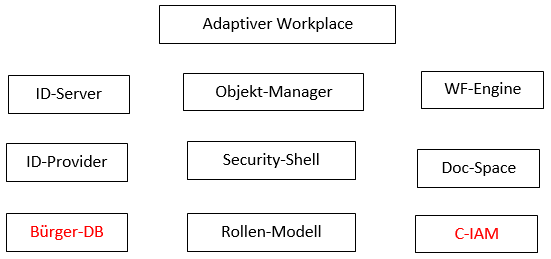 Adaptiver Workplace
ID-Server
Objekt-Manager
WF-Engine
ID-Provider
Security-Shell
Doc-Space
Bürger-DB
Rollen-Modell
C-IAM